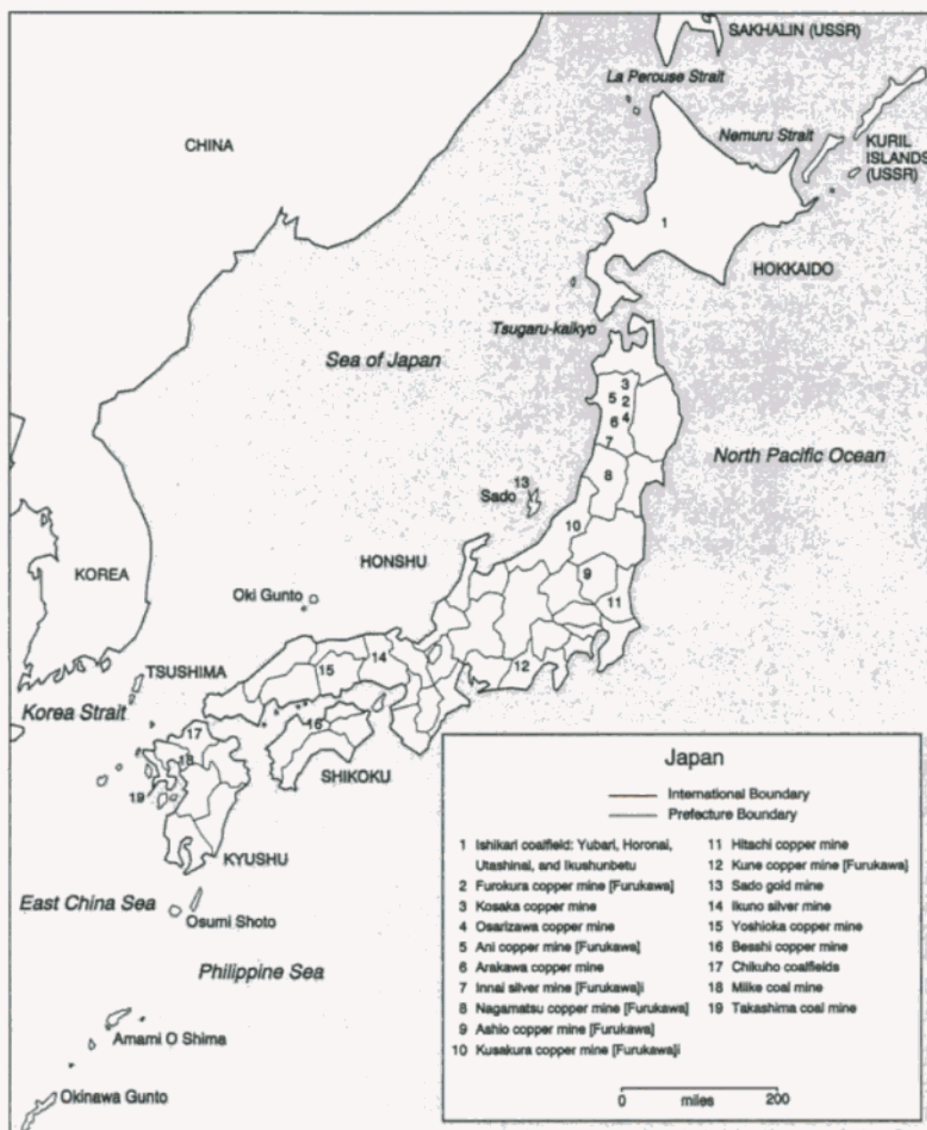 SAKHALIN (USSR)
La Perouse Strait
CHINA
Nemuru Strait
KURIL
ISLANDS
(USSR)
1
HOKKAIDO
Tsugaru-kaikyo
Sea of Japan
3
5 2
6 4
7
North Pacific Ocean
13
Sado
8
10
HONSHU
KOREA
9
Oki Gunto
11
TSUSHIMA
15
14
12
Korea Strait
17
16
18
SHIKOKU
19
KYUSHU
East China Sea
Osumi Shoto
Philippine Sea
Amami O Shima
Okinawa Gunto
Japan
International Boundary
Prefecture Boundary
1 Ishikari coalfield: Yubari, Horonai,
Utashinai, and Ikushunbetu
2 Furokura copper mine [Furukawa]
3 Kosaka copper mine
4 Osarizawa copper mine
5 Ani copper mine [Furukawa]
6 Arakawa copper mine
7 Innai silver mine [Furukawa]i
8 Nagamatsu copper mine [Furukawa]
9 Ashio copper mine [Furukawa]
10 Kusakura copper mine [Furukawa]i
11 Hitachi copper mine
12 Kune copper mine [Furukawa]
13 Sado gold mine
14 Ikuno silver mine
15 Yoshioka copper mine
16 Besshi copper mine
17 Chikuho coalfields
18 Miike coal mine
19 Takashima coal mine
0 miles 200